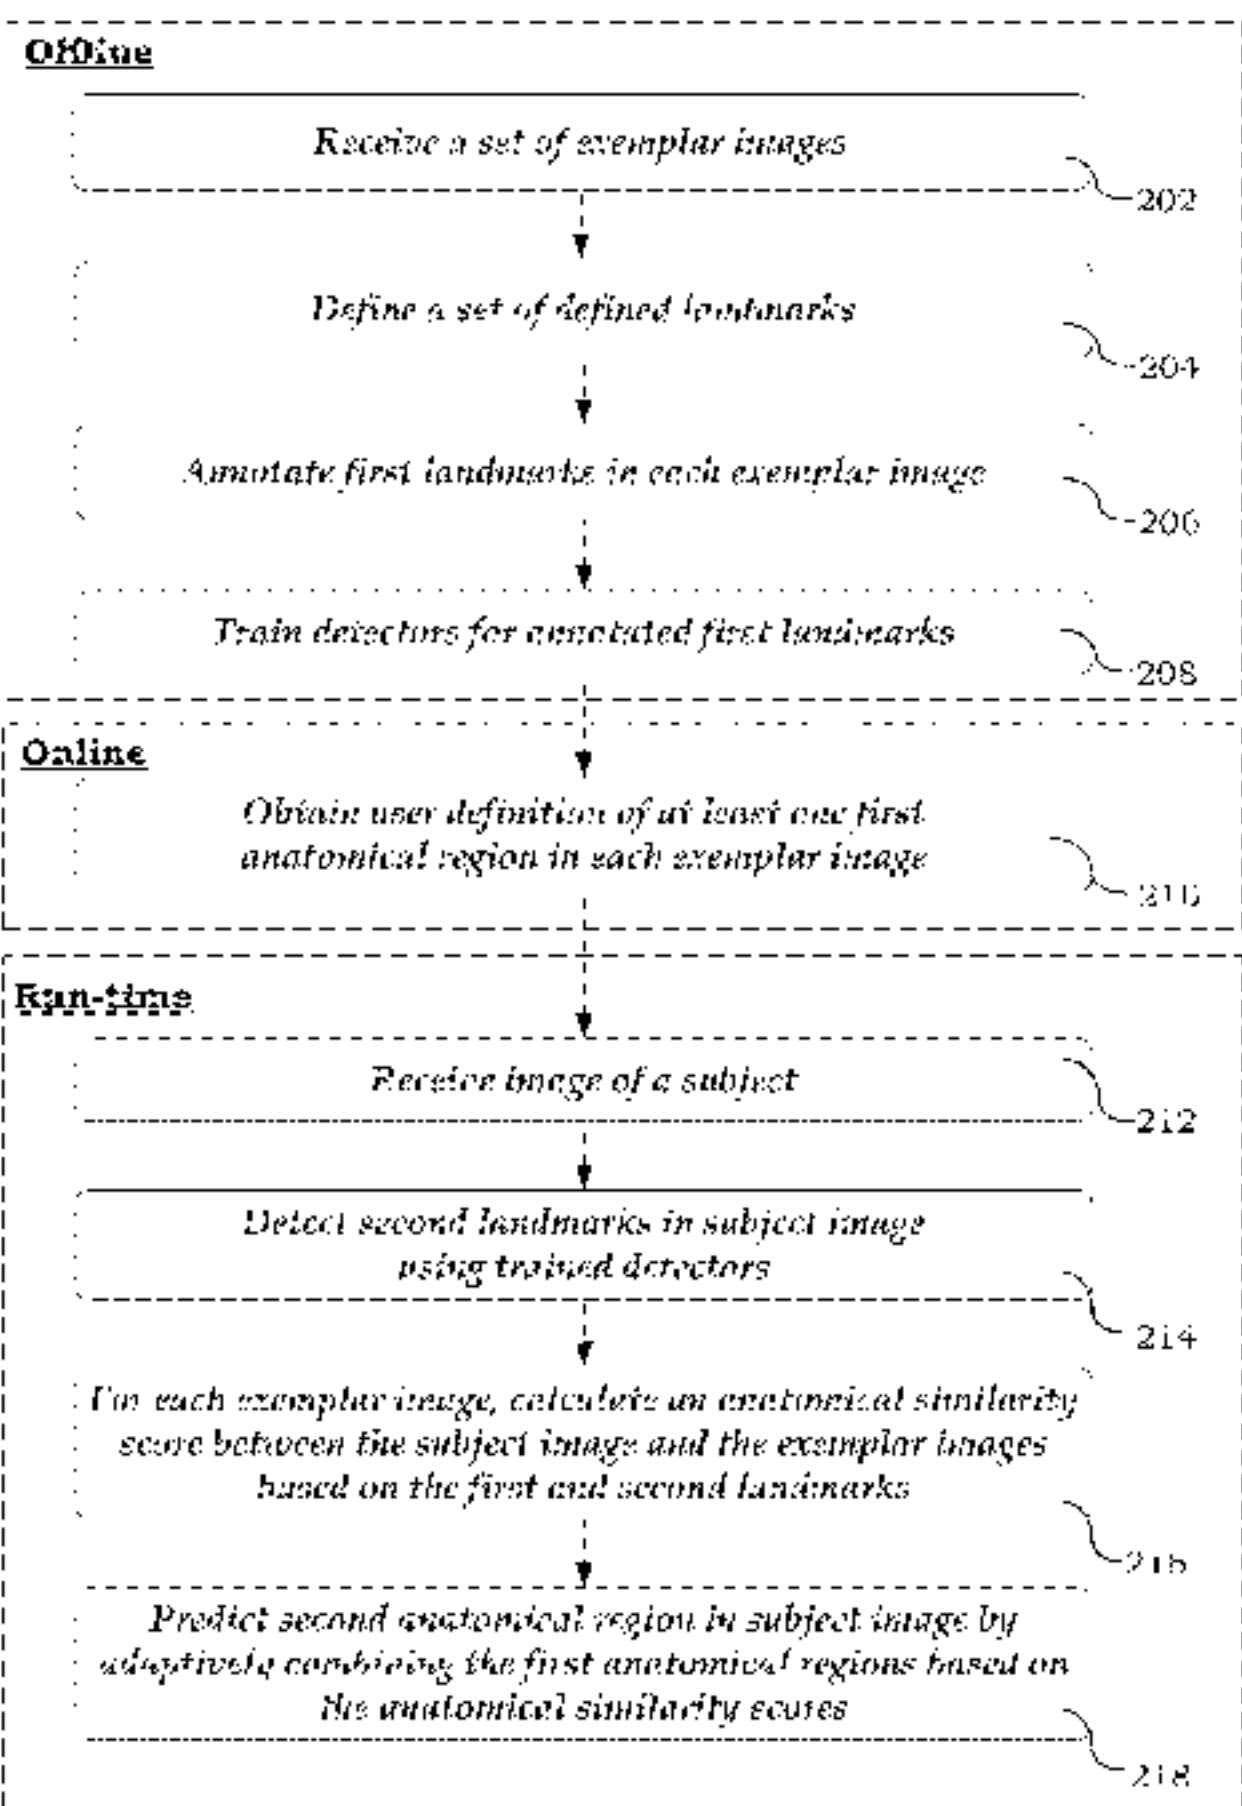 Offline
Receive a set of exemplar images
202
Define a set of defined landmarks
204
Annotate first landmarks in each exemplar image
206
Train detectors for annotated first landmarks
208
Online
Obtain user definition of at least one first
anatomical region in each exemplar image
210
Run-time
Receive image of a subject
212
Detect second landmarks in subject image
using trained detectors
214
For each exemplar image, calculate an anatomical similarity
score between the subject image and the exemplar images
based on the first and second landmarks
216
Predict second anatomical region in subject image by
adaptively combining the first anatomical regions based on
the anatomical similarity scores
218